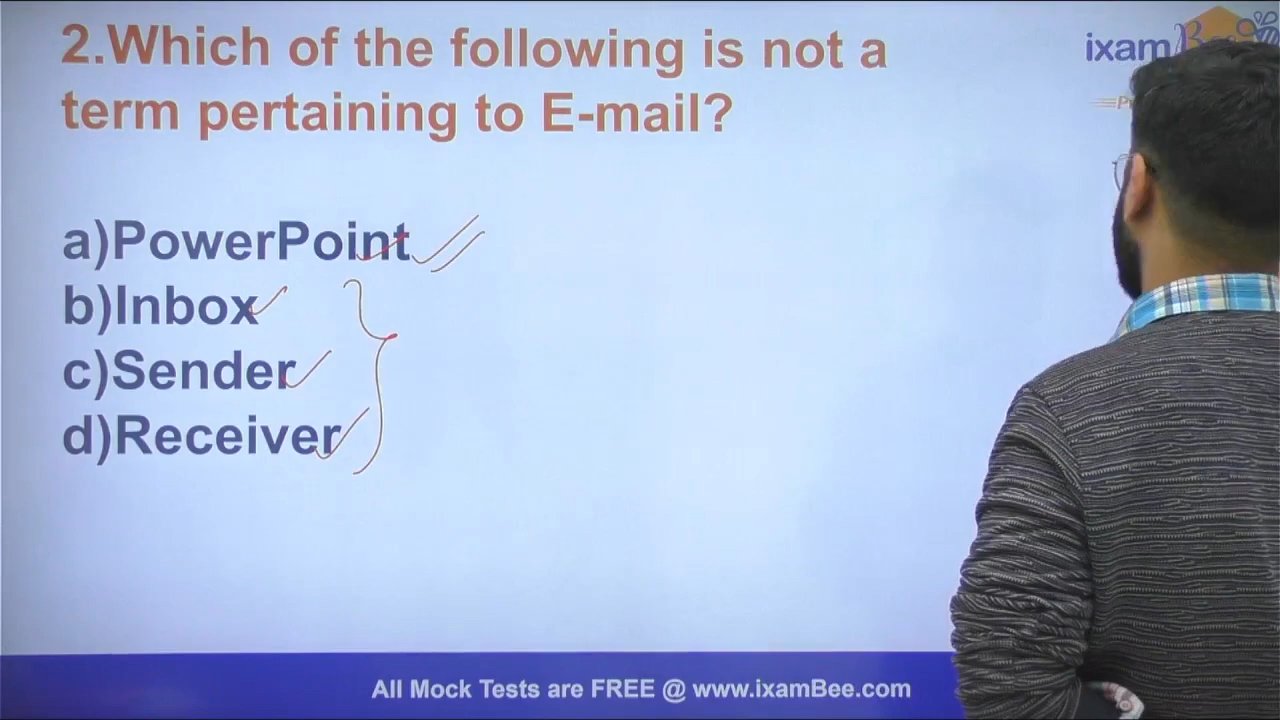 2.Which of the following is not a
term pertaining to E-mail?
ixam Bee
a)PowerPoint
b)Inbox
c)Sender
d)Receiver
All Mock Tests are FREE @ www.ixamBee.com